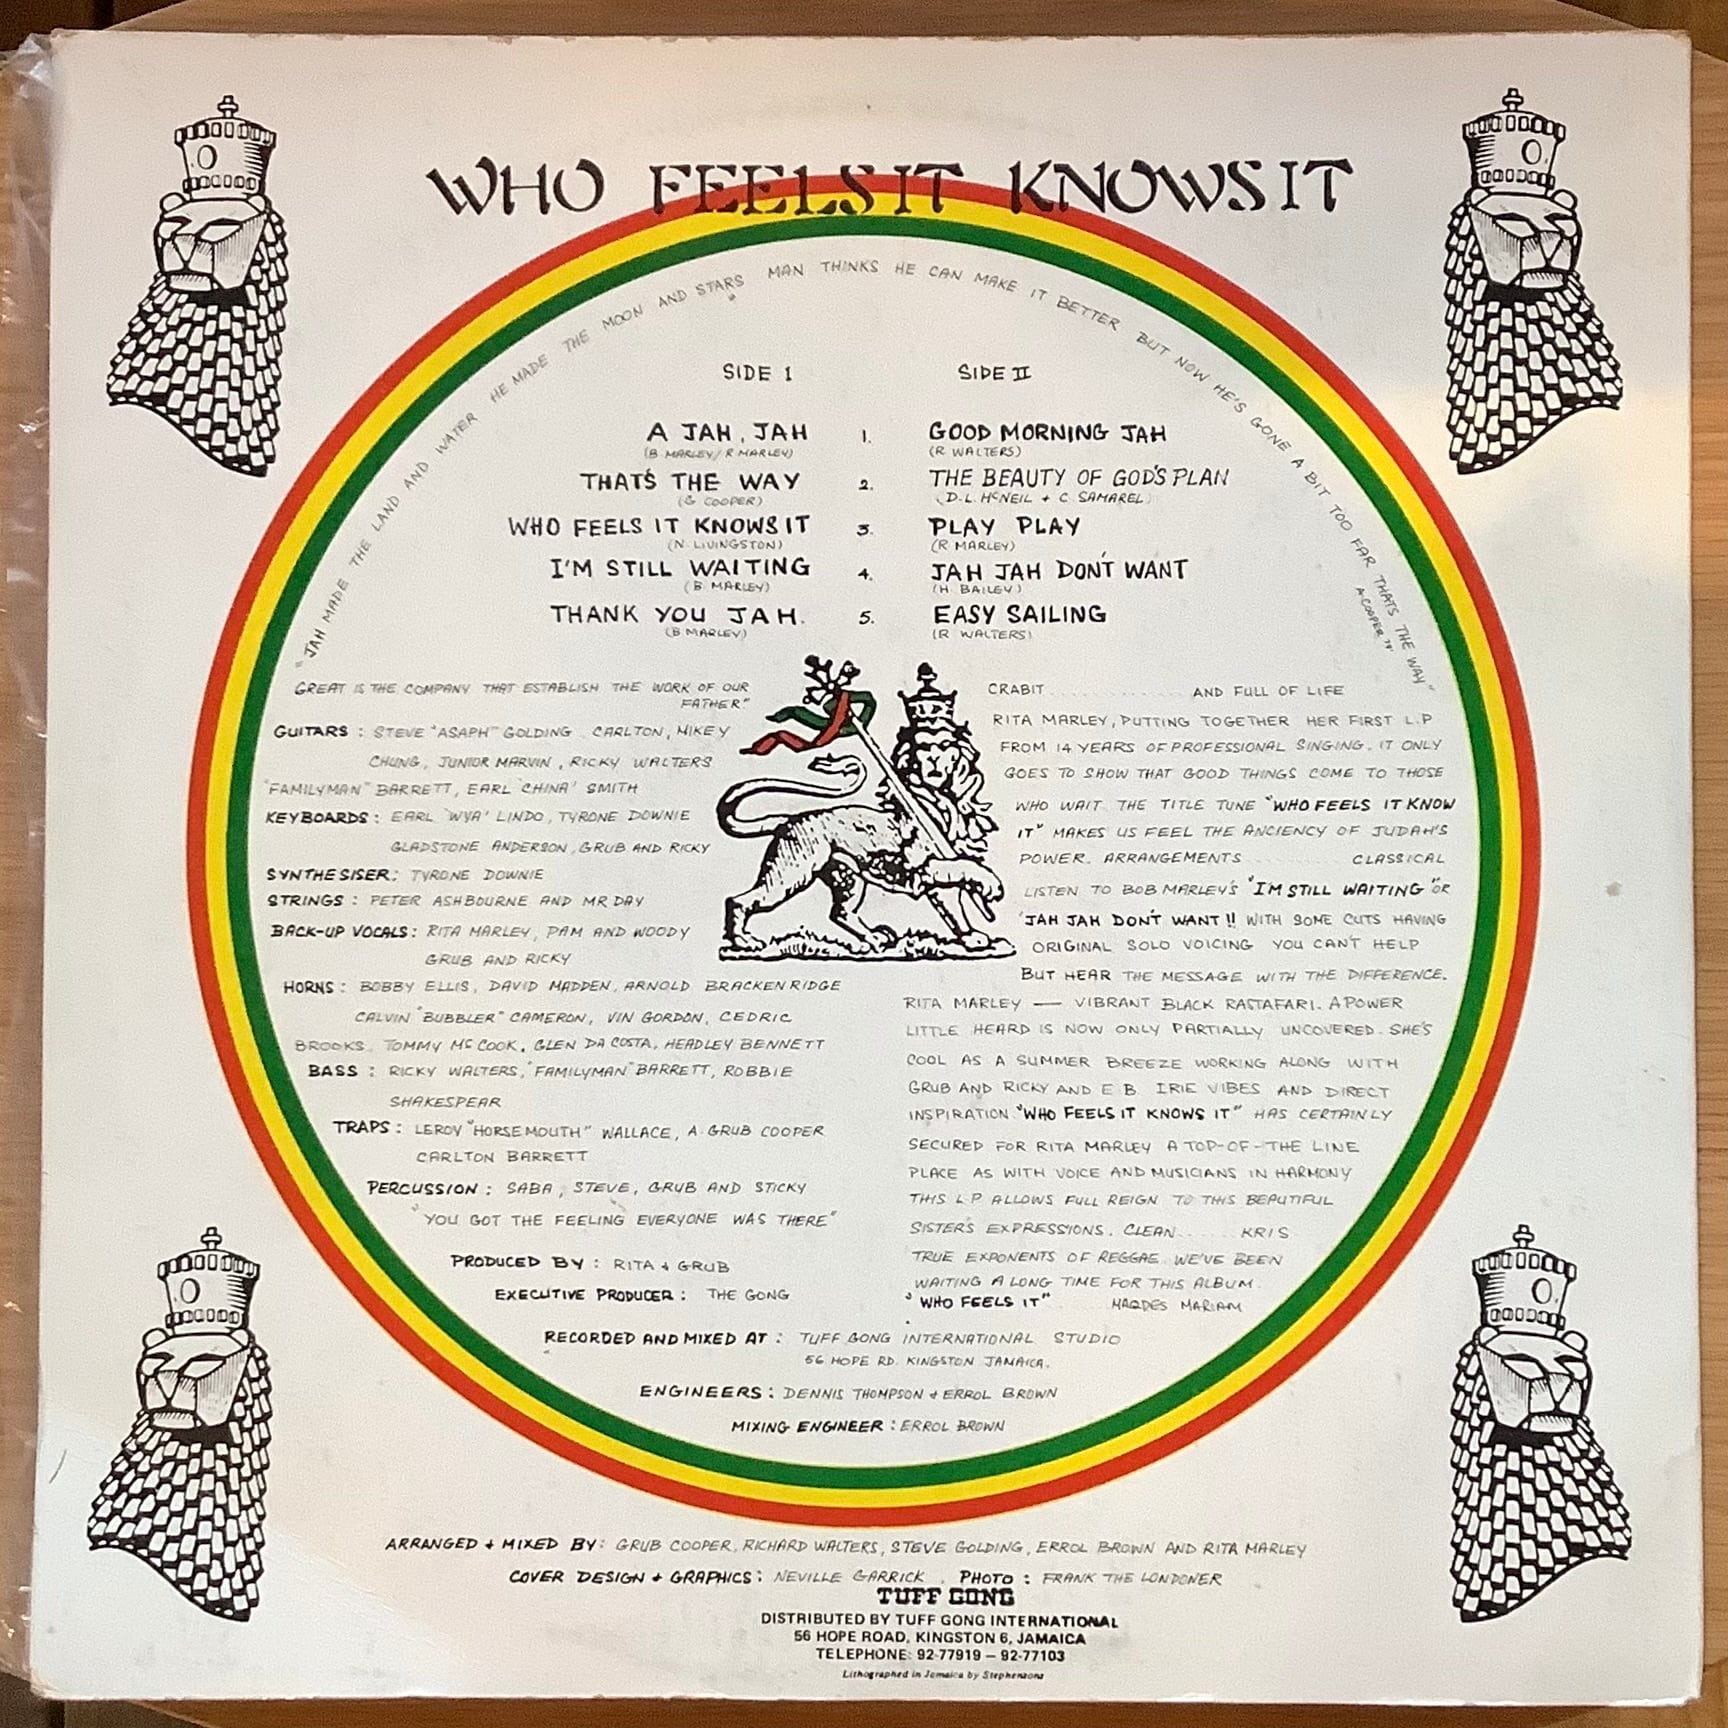 WHO FEELS IT KNOWS IT
"JAH MADE THE LAND AND WATER HE MADE THE MOON AND STARS MAN THINKS HE CAN MAKE IT BETTER BUT NOW HE'S GONE A BIT TOO FAR THATS THE WAY"
A. COOPER 78'
SIDE 1 SIDE II
A JAH, JAH 1. GOOD MORNING JAH
(B MARLEY/R MARLEY) (R WALTERS)
THAT'S THE WAY 2. THE BEAUTY OF GOD'S PLAN
(G COOPER) (D.L. McNEIL + C. SAMAREL)
WHO FEELS IT KNOWS IT 3. PLAY PLAY
(N. LIVINGSTON) (R MARLEY)
I'M STILL WAITING 4. JAH JAH DON'T WANT
(B MARLEY) (H BAILEY)
THANK YOU JAH. 5. EASY SAILING
(B MARLEY) (R WALTERS)
GREAT IS THE COMPANY THAT ESTABLISH THE WORK OF OUR
FATHER."
GUITARS : STEVE "ASAPH" GOLDING CARLTON, MIKEY
CHUNG, JUNIOR MARVIN, RICKY WALTERS
"FAMILYMAN" BARRETT, EARL 'CHINA' SMITH
KEYBOARDS : EARL 'WYA' LINDO, TYRONE DOWNIE
GLADSTONE ANDERSON, GRUB AND RICKY
SYNTHESISER: TYRONE DOWNIE
STRINGS : PETER ASHBOURNE AND MR DAY
BACK-UP VOCALS: RITA MARLEY, PAM AND WOODY
GRUB AND RICKY
HORNS : BOBBY ELLIS, DAVID MADDEN, ARNOLD BRACKENRIDGE
CALVIN "BUBBLER" CAMERON, VIN GORDON, CEDRIC
BROOKS, TOMMY McCOOK, GLEN DA COSTA, HEADLEY BENNETT
BASS : RICKY WALTERS, "FAMILYMAN" BARRETT, ROBBIE
SHAKESPEAR
TRAPS : LEROY "HORSEMOUTH" WALLACE, A. GRUB COOPER
CARLTON BARRETT
PERCUSSION : SABA, STEVE, GRUB AND STICKY
"YOU GOT THE FEELING EVERYONE WAS THERE"
PRODUCED BY : RITA + GRUB
EXECUTIVE PRODUCER : THE GONG
CRABIT ............. AND FULL OF LIFE
RITA MARLEY, PUTTING TOGETHER HER FIRST L.P
FROM 14 YEARS OF PROFESSIONAL SINGING. IT ONLY
GOES TO SHOW THAT GOOD THINGS COME TO THOSE
WHO WAIT. THE TITLE TUNE "WHO FEELS IT KNOW
IT" MAKES US FEEL THE ANCIENCY OF JUDAH'S
POWER. ARRANGEMENTS ...... CLASSICAL
LISTEN TO BOB MARLEY'S "I'M STILL WAITING" OR
'JAH JAH DON'T WANT!! WITH SOME CUTS HAVING
ORIGINAL SOLO VOICING YOU CAN'T HELP
BUT HEAR THE MESSAGE WITH THE DIFFERENCE.
RITA MARLEY — VIBRANT BLACK RASTAFARI. A POWER
LITTLE HEARD IS NOW ONLY PARTIALLY UNCOVERED. SHE'S
COOL AS A SUMMER BREEZE WORKING ALONG WITH
GRUB AND RICKY AND E.B. IRIE VIBES AND DIRECT
INSPIRATION "WHO FEELS IT KNOWS IT" HAS CERTAINLY
SECURED FOR RITA MARLEY A TOP-OF-THE LINE
PLACE AS WITH VOICE AND MUSICIANS IN HARMONY
THIS L.P ALLOWS FULL REIGN TO THIS BEAUTIFUL
SISTER'S EXPRESSIONS. CLEAN ...... KRIS
TRUE EXPONENTS OF REGGAE. WE'VE BEEN
WAITING A LONG TIME FOR THIS ALBUM.
"WHO FEELS IT" MARIAM
RECORDED AND MIXED AT : TUFF GONG INTERNATIONAL STUDIO
56 HOPE RD. KINGSTON JAMAICA.
ENGINEERS : DENNIS THOMPSON + ERROL BROWN
MIXING ENGINEER : ERROL BROWN
ARRANGED + MIXED BY: GRUB COOPER, RICHARD WALTERS, STEVE GOLDING, ERROL BROWN AND RITA MARLEY
COVER DESIGN + GRAPHICS : NEVILLE GARRICK . PHOTO : FRANK THE LONDONER
TUFF GONG
DISTRIBUTED BY TUFF GONG INTERNATIONAL
56 HOPE ROAD, KINGSTON 6, JAMAICA
TELEPHONE: 92-77919 – 92-77103
Lithographed in Jamaica by Stephensons